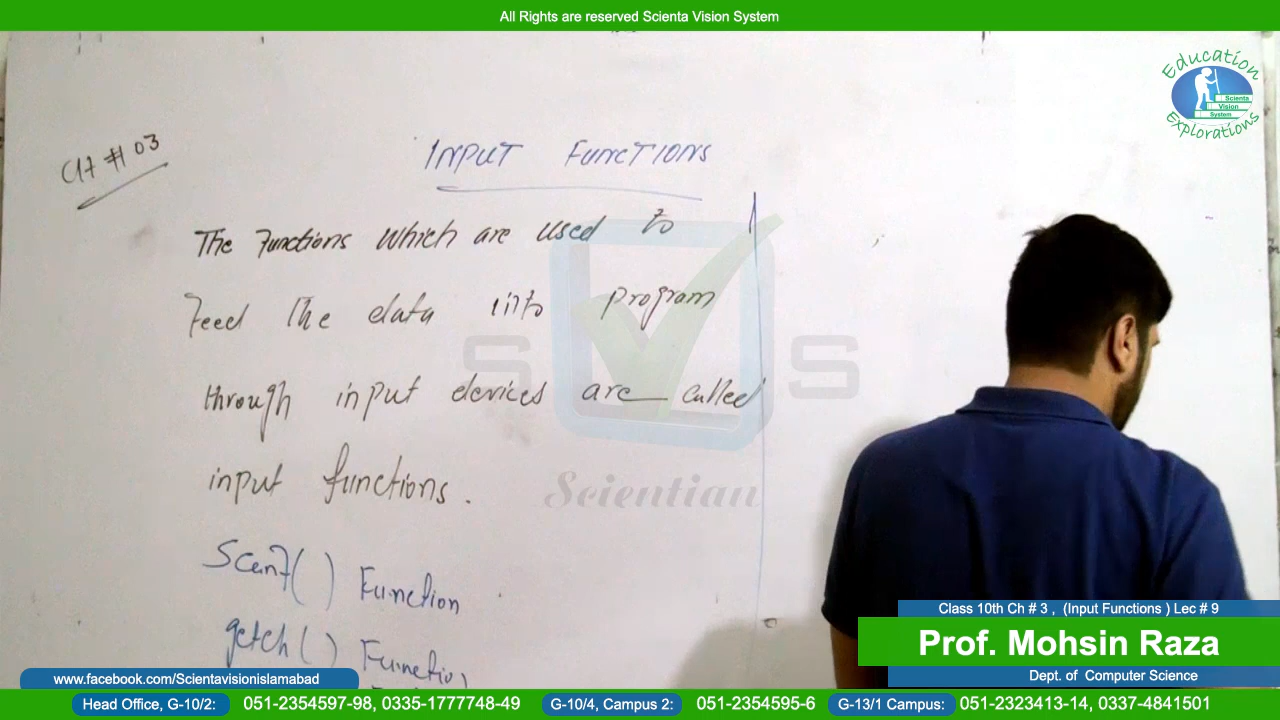 All Rights are reserved Scienta Vision System
Education
Scienta
Vision
System
Explorations
CH # 03
INPUT FUNCTIONS
The Functions which are used to
Feed The data into program
through input devices are called
input functions.
S S
Scientian
Scanf( ) Function
getch( ) Function
Class 10th Ch # 3 , (Input Functions ) Lec # 9
Prof. Mohsin Raza
Dept. of Computer Science
www.facebook.com/Scientavisionislamabad
Head Office, G-10/2: 051-2354597-98, 0335-1777748-49 G-10/4, Campus 2: 051-2354595-6 G-13/1 Campus: 051-2323413-14, 0337-4841501